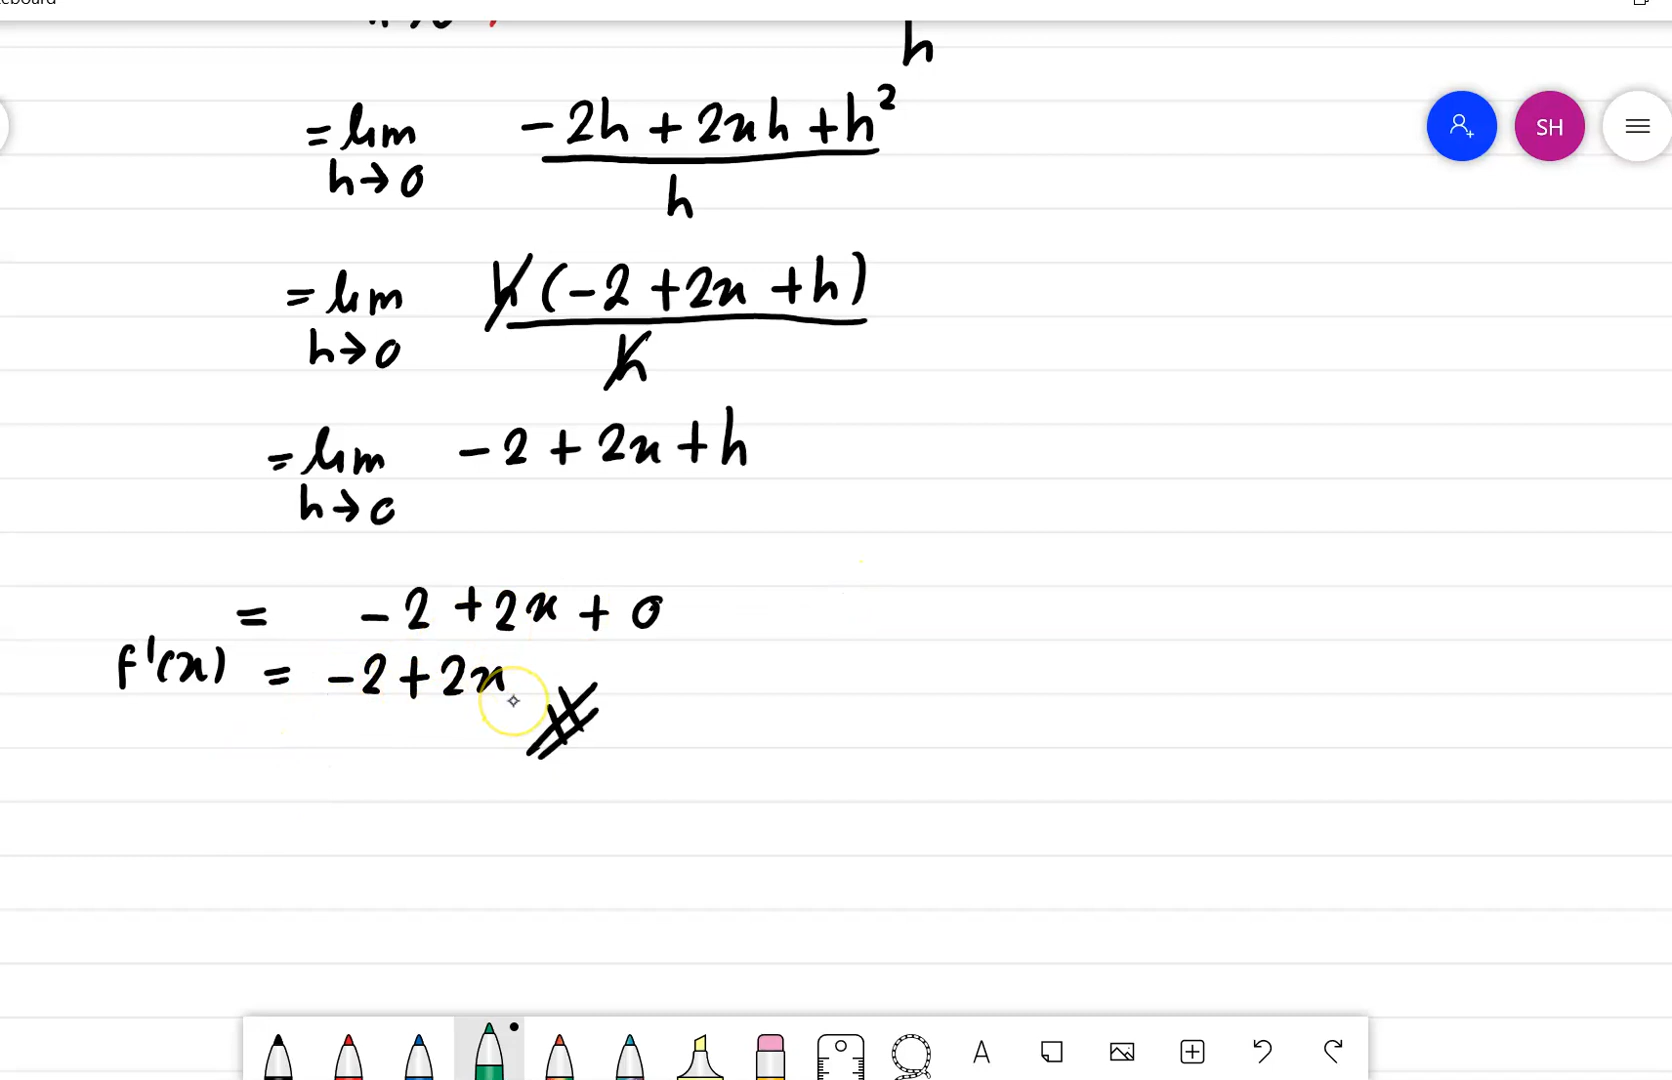 h
= lim -2h + 2xh + h²
h→0 h
= lim h(-2 + 2x + h)
h→0 h
= lim -2 + 2x + h
h→0
= -2 + 2x + 0
f'(x) = -2 + 2x
SH
A